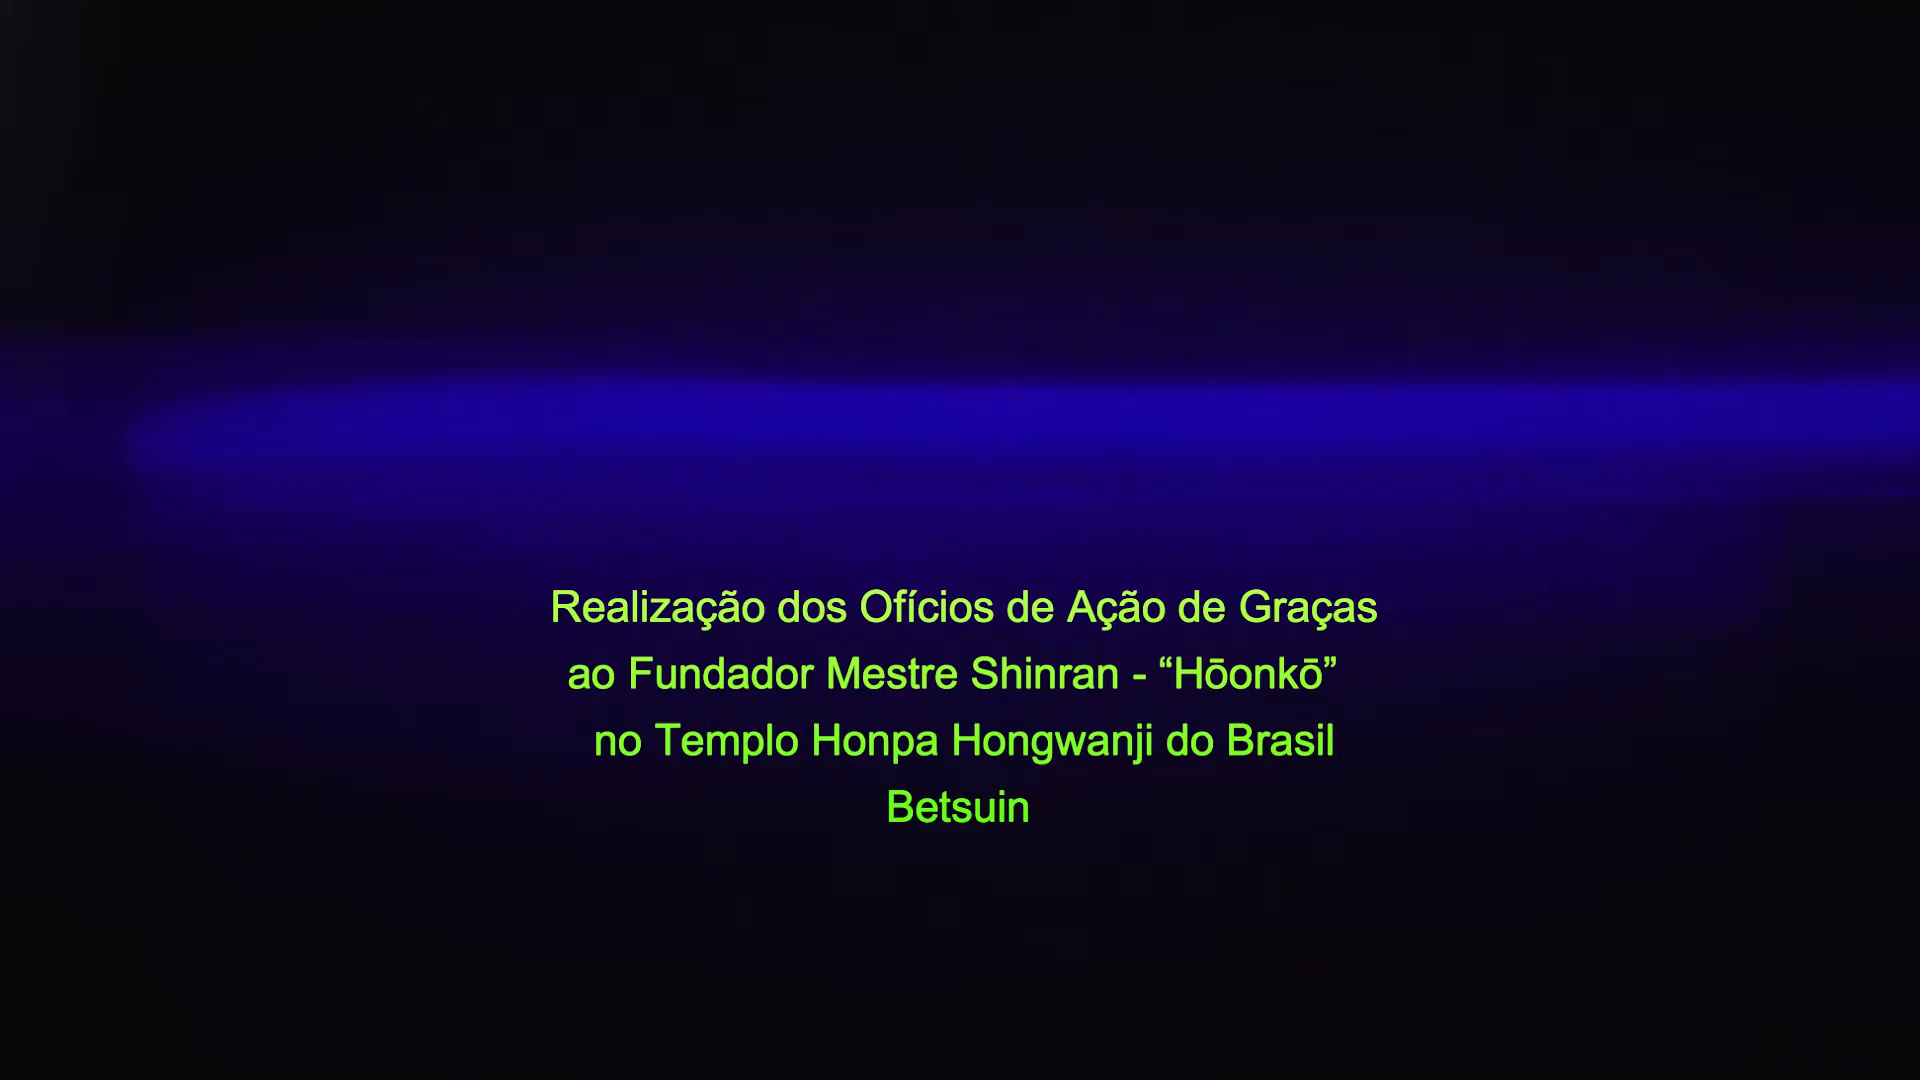 Realização dos Ofícios de Ação de Graças
ao Fundador Mestre Shinran - “Hōonkō”
no Templo Honpa Hongwanji do Brasil
Betsuin